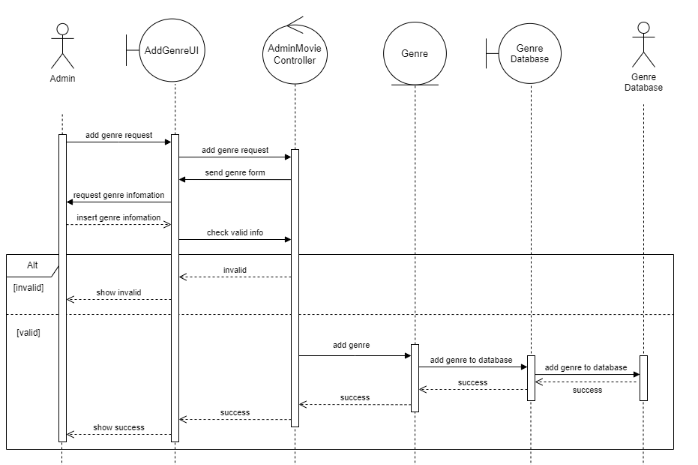 Admin
AddGenreUI
AdminMovie
Controller
Genre
Genre
Database
Genre
Database
add genre request
add genre request
send genre form
request genre infomation
insert genre infomation
check valid info
Alt
[invalid]
invalid
show invalid
[valid]
add genre
add genre to database
add genre to database
success
success
success
success
show success